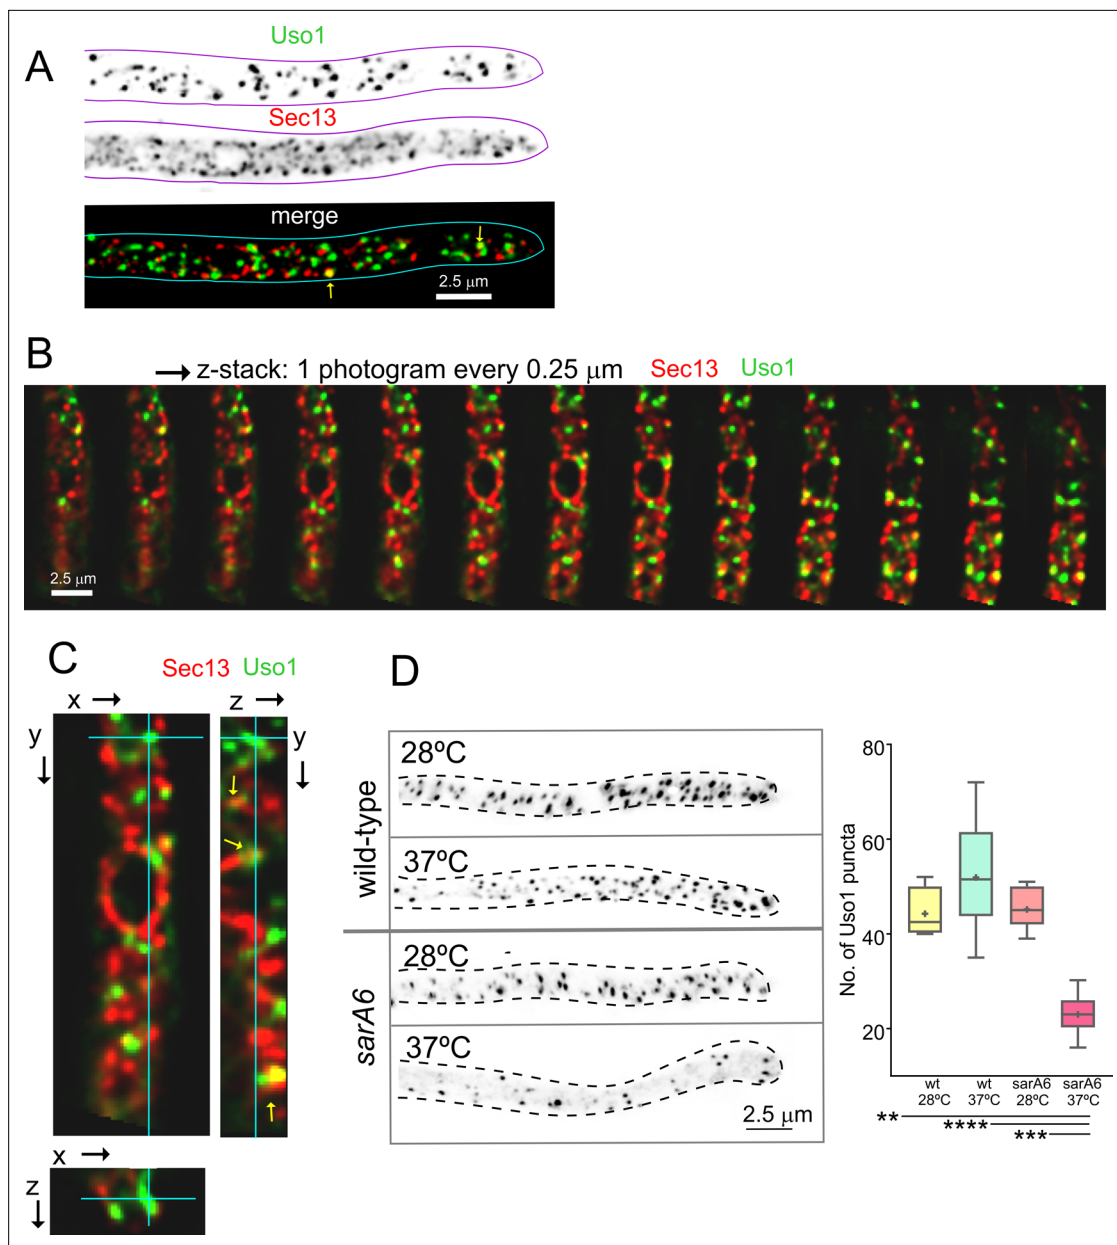 A
Uso1
Sec13
merge
2.5 μm
B
z-stack: 1 photogram every 0.25 μm Sec13 Uso1
2.5 μm
C
Sec13 Uso1
x
z
y
y
x
z
D
wild-type
28ºC
37ºC
sarA6
28ºC
37ºC
2.5 μm
No. of Uso1 puncta
80
60
40
20
wt 28ºC
wt 37ºC
sarA6 28ºC
sarA6 37ºC
**
****
***